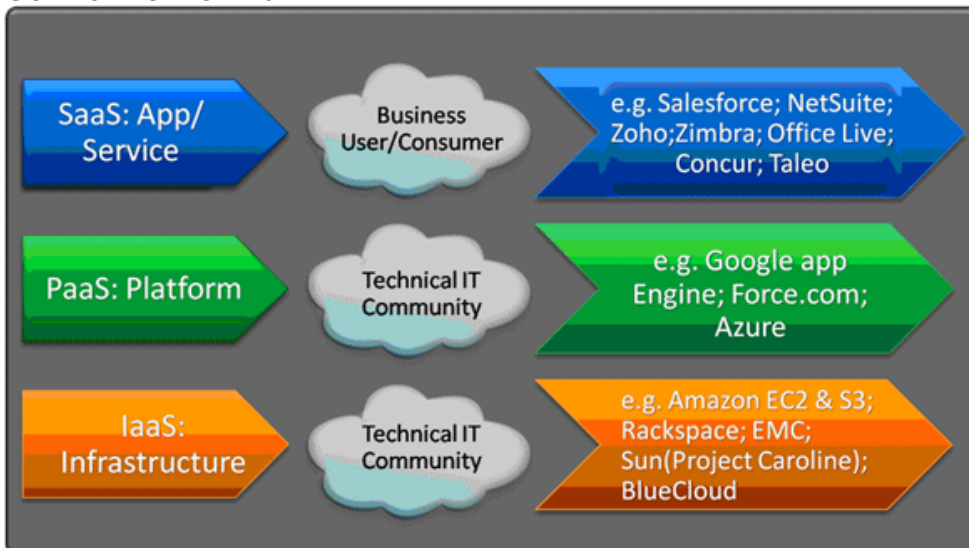 SaaS: App/
Service
Business
User/Consumer
e.g. Salesforce; NetSuite;
Zoho;Zimbra; Office Live;
Concur; Taleo
PaaS: Platform
Technical IT
Community
e.g. Google app
Engine; Force.com;
Azure
IaaS:
Infrastructure
Technical IT
Community
e.g. Amazon EC2 & S3;
Rackspace; EMC;
Sun(Project Caroline);
BlueCloud